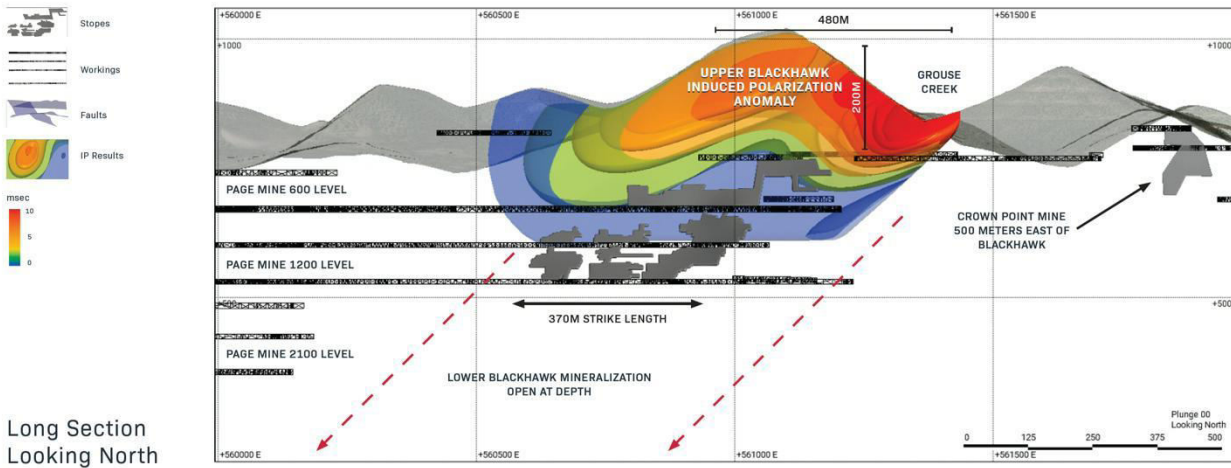 Stopes
Workings
Faults
IP Results
msec
10
5
0
Long Section
Looking North
+560000 E
+560500 E
+561000 E
+561500 E
+1000
+1000
480M
200M
UPPER BLACKHAWK
INDUCED POLARIZATION
ANOMALY
GROUSE
CREEK
PAGE MINE 600 LEVEL
PAGE MINE 1200 LEVEL
PAGE MINE 2100 LEVEL
CROWN POINT MINE
500 METERS EAST OF
BLACKHAWK
+500
370M STRIKE LENGTH
LOWER BLACKHAWK MINERALIZATION
OPEN AT DEPTH
Plunge 00
Looking North
0 125 250 375 500
+560000 E
+560500 E
+561000 E
+561500 E